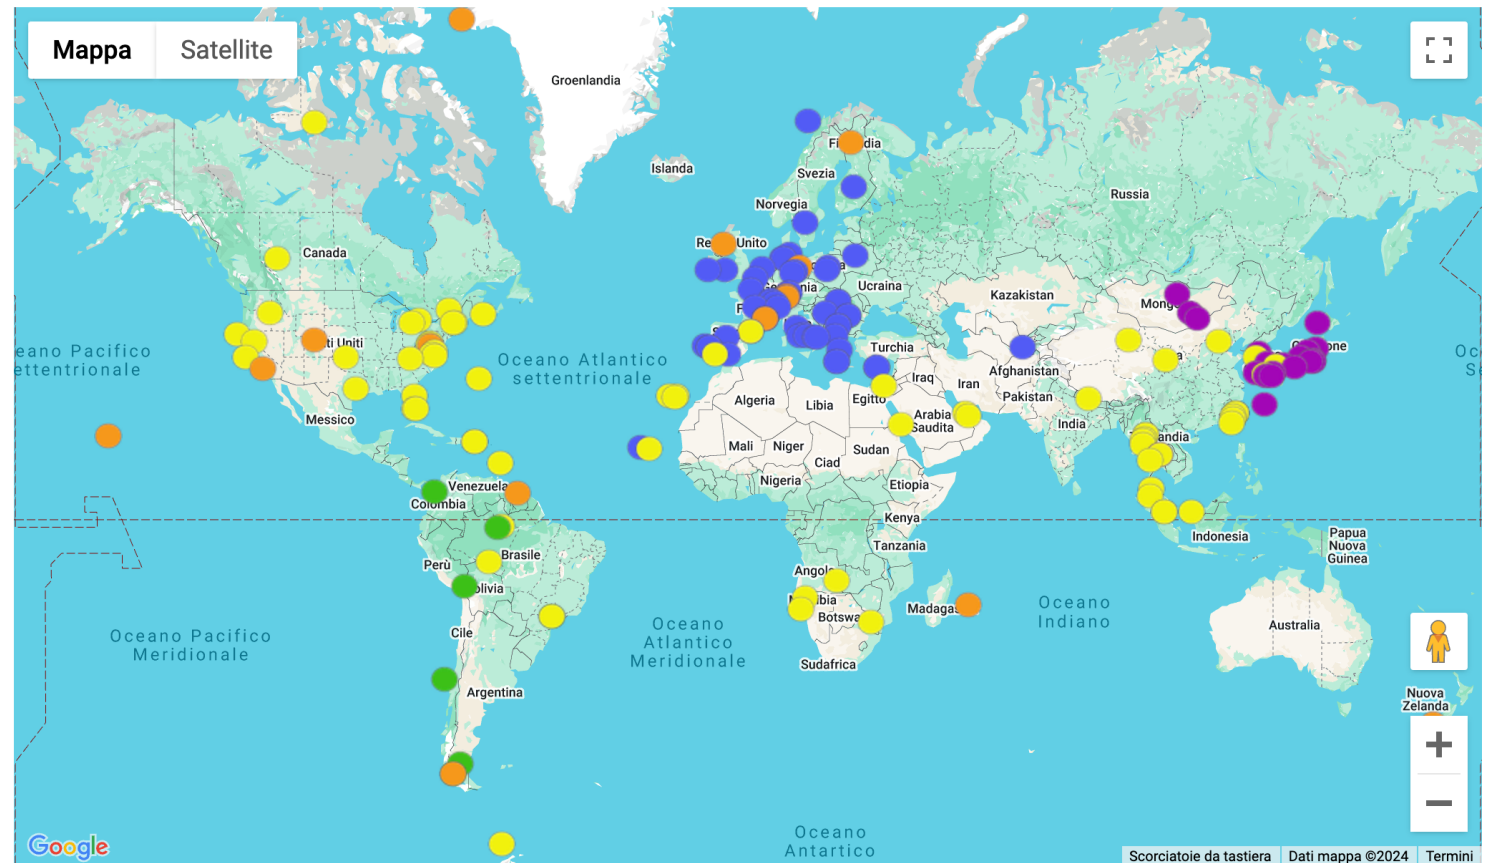 Mappa
Satellite
Groenlandia
Islanda
Svezia
Norvegia
Russia
Canada
Ucraina
Kazakistan
Oceano Atlantico
settentrionale
Turchia
Afghanistan
Iraq
Iran
Pakistan
Algeria
Libia
Egitto
Arabia
Saudita
India
Messico
Mali
Niger
Sudan
Ciad
Nigeria
Etiopia
Venezuela
Colombia
Kenya
Tanzania
Indonesia
Papua
Nuova
Guinea
Perù
Brasile
Oceano
Indiano
Oceano Pacifico
Meridionale
Oceano
Atlantico
Meridionale
Cile
Sudafrica
Australia
Argentina
Nuova
Zelanda
Oceano
Antartico
Google
Scorciatoie da tastiera
Dati mappa ©2024
Termini